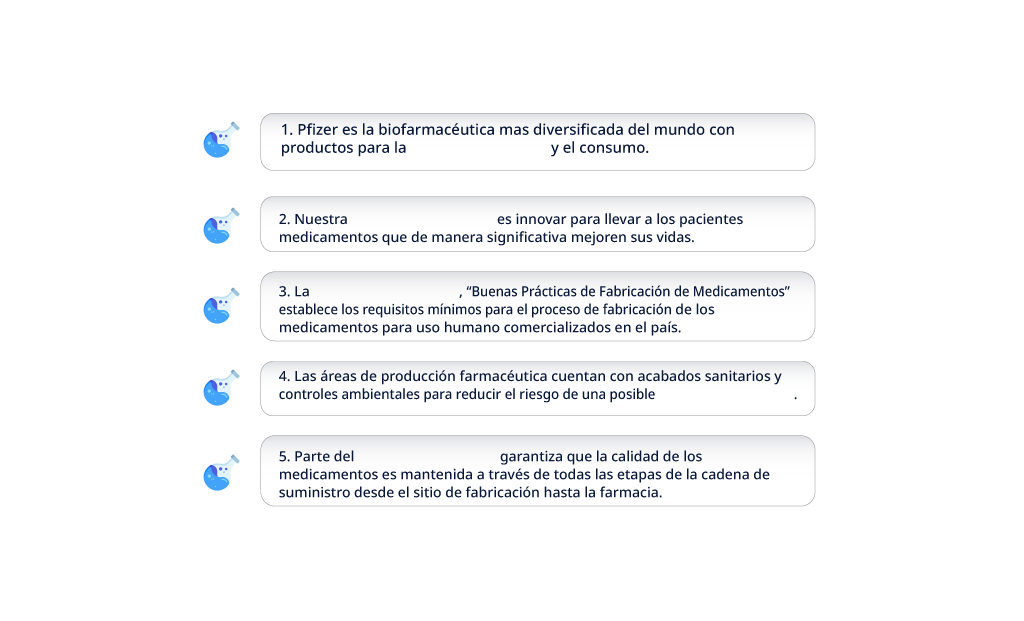 1. Pfizer es la biofarmacéutica mas diversificada del mundo con
productos para la y el consumo.
2. Nuestra es innovar para llevar a los pacientes
medicamentos que de manera significativa mejoren sus vidas.
3. La , “Buenas Prácticas de Fabricación de Medicamentos”
establece los requisitos mínimos para el proceso de fabricación de los
medicamentos para uso humano comercializados en el país.
4. Las áreas de producción farmacéutica cuentan con acabados sanitarios y
controles ambientales para reducir el riesgo de una posible .
5. Parte del garantiza que la calidad de los
medicamentos es mantenida a través de todas las etapas de la cadena de
suministro desde el sitio de fabricación hasta la farmacia.